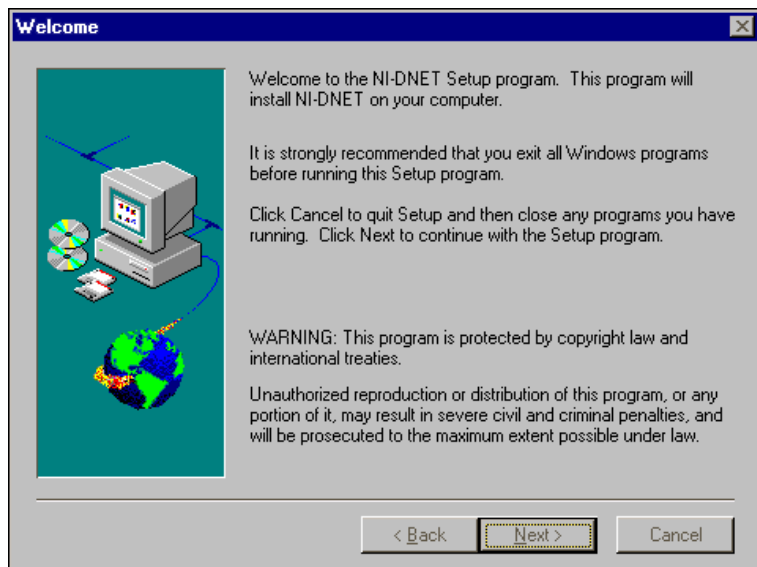 Welcome
Welcome to the NI-DNET Setup program.  This program will
install NI-DNET on your computer.
It is strongly recommended that you exit all Windows programs
before running this Setup program.
Click Cancel to quit Setup and then close any programs you have
running.  Click Next to continue with the Setup program.
WARNING: This program is protected by copyright law and
international treaties.
Unauthorized reproduction or distribution of this program, or any
portion of it, may result in severe civil and criminal penalties, and
will be prosecuted to the maximum extent possible under law.
< Back Next > Cancel